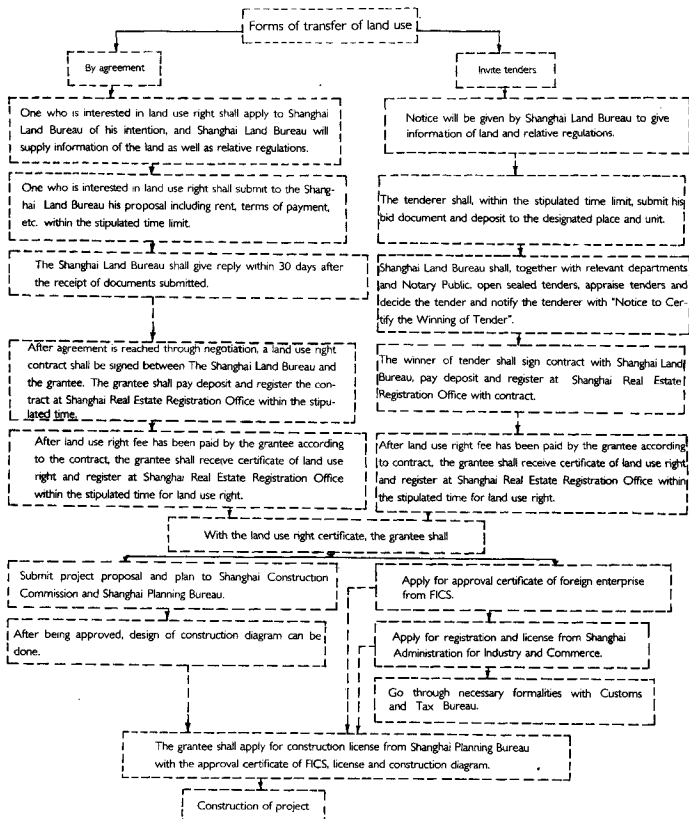 Forms of transfer of land use
By agreement
Invite tenders
One who is interested in land use right shall apply to Shanghai
Land Bureau of his intention, and Shanghai Land Bureau will
supply information of the land as well as relative regulations.
Notice will be given by Shanghai Land Bureau to give
information of land and relative regulations.
One who is interested in land use right shall submit to the Shang-
hai Land Bureau his proposal including rent, terms of payment,
etc. within the stipulated time limit.
The tenderer shall, within the stipulated time limit, submit his
bid document and deposit to the designated place and unit.
The Shanghai Land Bureau shall give reply within 30 days after
the receipt of documents submitted.
Shanghai Land Bureau shall, together with relevant departments
and Notary Public, open sealed tenders, appraise tenders and
decide the tender and notify the tenderer with "Notice to Cer-
tify the Winning of Tender".
After agreement is reached through negotiation, a land use right
contract shall be signed between The Shanghai Land Bureau and
the grantee. The grantee shall pay deposit and register the con-
tract at Shanghai Real Estate Registration Office within the stipu-
lated time.
The winner of tender shall sign contract with Shanghai Land
Bureau, pay deposit and register at Shanghai Real Estate
Registration Office with contract.
After land use right fee has been paid by the grantee according
to the contract, the grantee shall receive certificate of land use
right and register at Shanghai Real Estate Registration Office
within the stipulated time for land use right.
After land use right fee has been paid by the grantee according
to contract, the grantee shall receive certificate of land use right
and register at Shanghai Real Estate Registration Office within
the stipulated time for land use right.
With the land use right certificate, the grantee shall
Submit project proposal and plan to Shanghai Construction
Commission and Shanghai Planning Bureau.
Apply for approval certificate of foreign enterprise
from FICS.
After being approved, design of construction diagram can be
done.
Apply for registration and license from Shanghai
Administration for Industry and Commerce.
Go through necessary formalities with Customs
and Tax Bureau.
The grantee shall apply for construction license from Shanghai Planning Bureau
with the approval certificate of FICS, license and construction diagram.
Construction of project